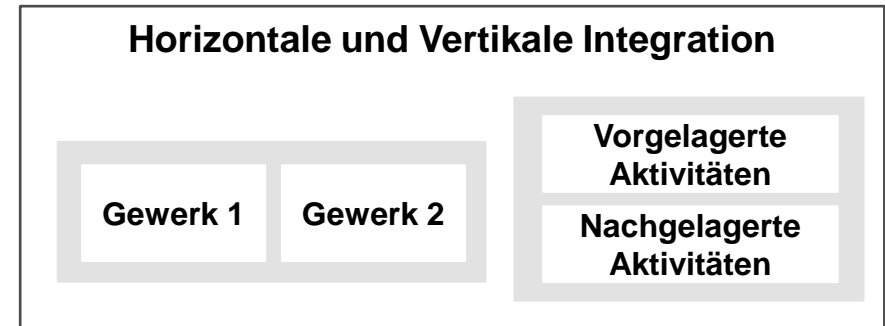 Horizontale und Vertikale Integration
Gewerk 1
Gewerk 2
Vorgelagerte
Aktivitäten
Nachgelagerte
Aktivitäten